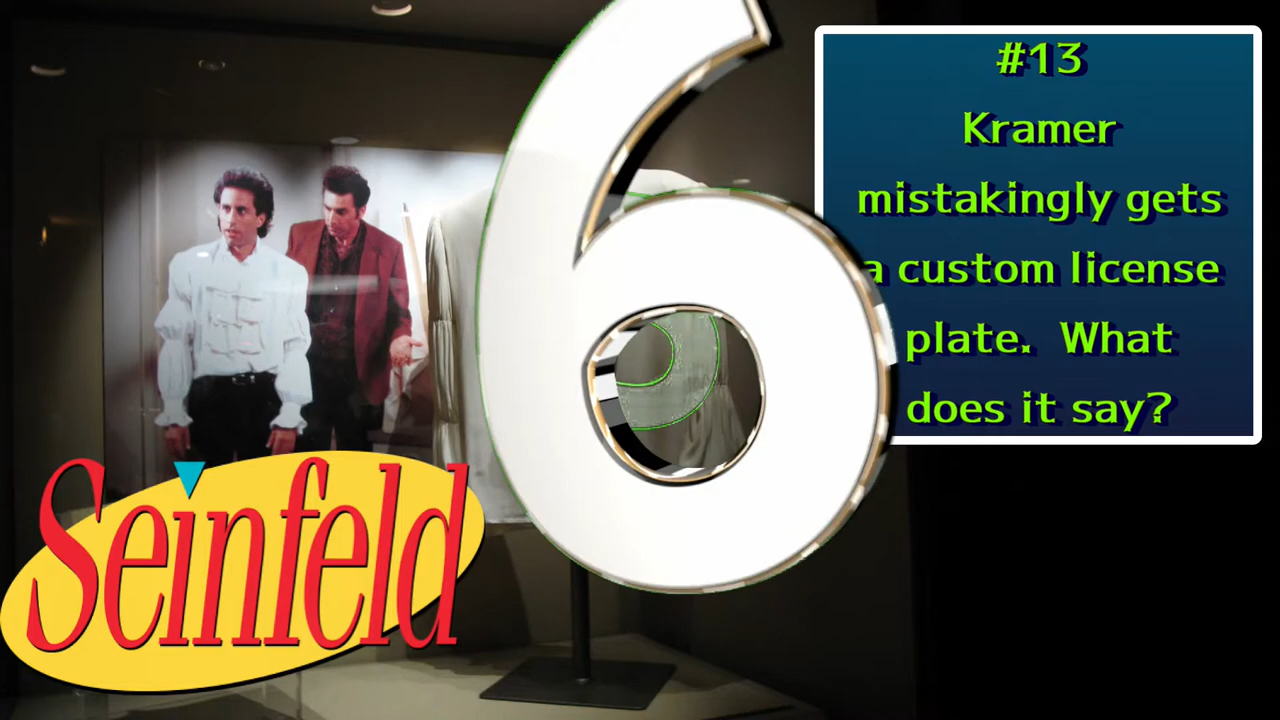 #13
Kramer
mistakingly gets
a custom license
plate. What
does it say?
6
Seinfeld